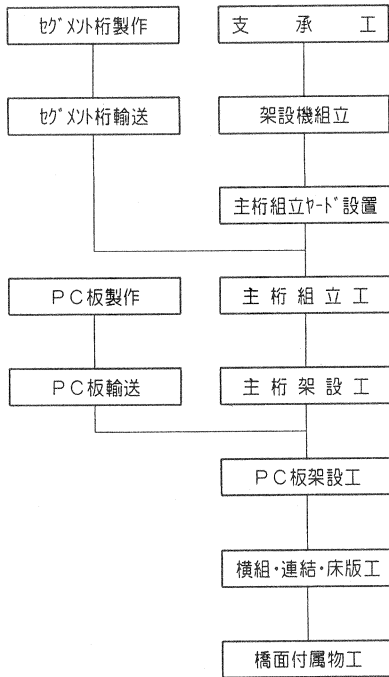 セグメント桁製作
支承工
セグメント桁輸送
架設機組立
主桁組立ヤード設置
PC板製作
主桁組立工
PC板輸送
主桁架設工
PC板架設工
横組・連結・床版工
橋面付属物工